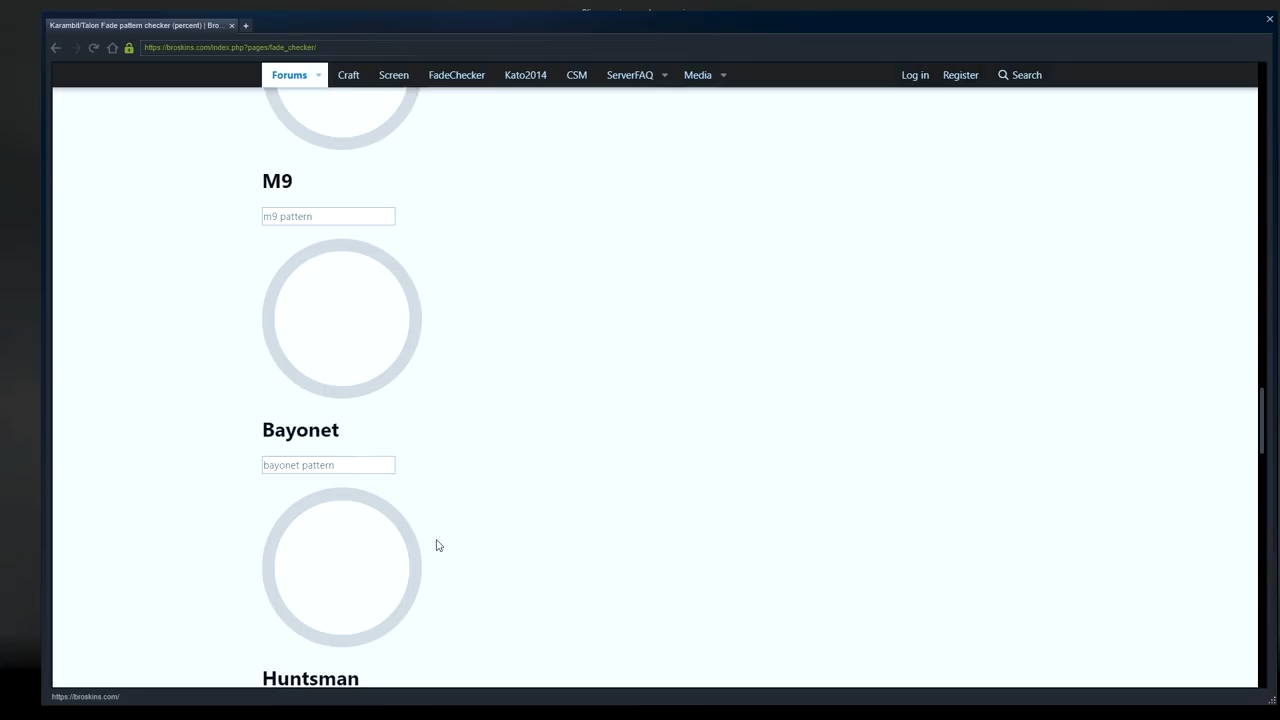 Karambit/Talon Fade pattern checker (percent) | Bro...
https://broskins.com/index.php?pages/fade_checker/
Forums Craft Screen FadeChecker Kato2014 CSM ServerFAQ Media Log in Register Search
M9
m9 pattern
Bayonet
bayonet pattern
Huntsman
https://broskins.com/